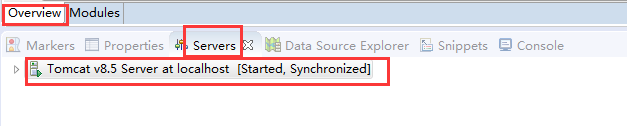 Overview Modules
Markers Properties Servers Data Source Explorer Snippets Console
Tomcat v8.5 Server at localhost [Started, Synchronized]